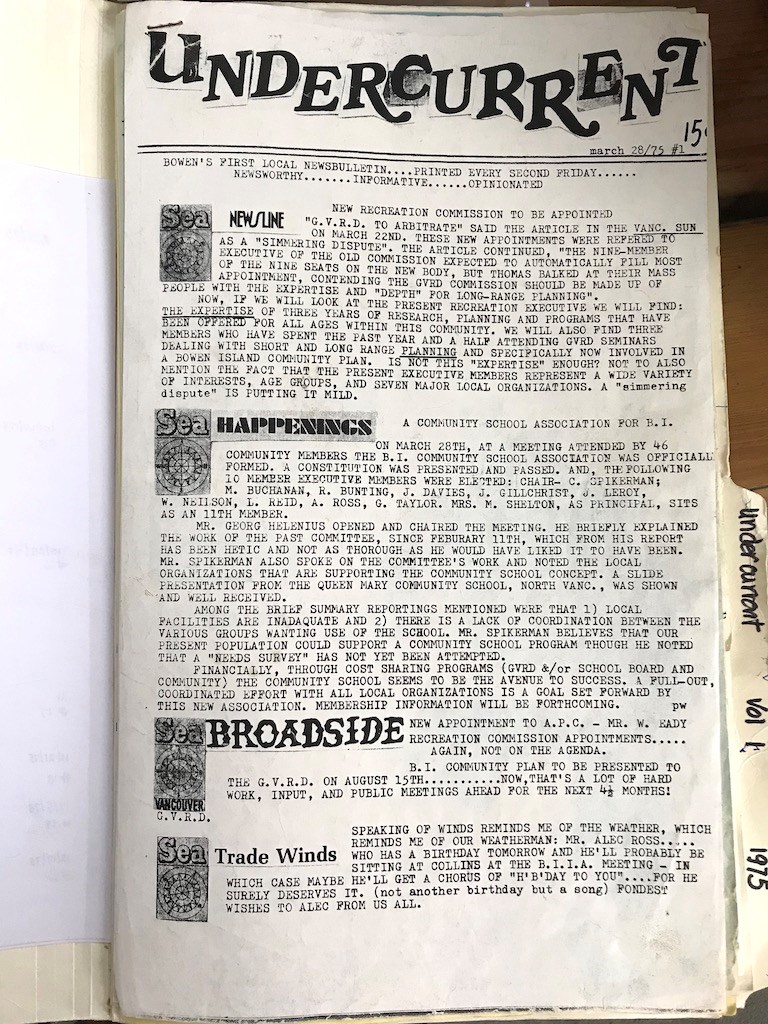 UNDERCURRENT
15¢
march 28/75 #1
BOWEN'S FIRST LOCAL NEWSBULLETIN....PRINTED EVERY SECOND FRIDAY......
NEWSWORTHY.......INFORMATIVE......OPINIONATED
NEW RECREATION COMMISSION TO BE APPOINTED
Sea NEWSLINE "G.V.R.D. TO ARBITRATE" SAID THE ARTICLE IN THE VANC. SUN
ON MARCH 22ND. THESE NEW APPOINTMENTS WERE REFERED TO
AS A "SIMMERING DISPUTE". THE ARTICLE CONTINUED, "THE NINE-MEMBER
EXECUTIVE OF THE OLD COMMISSION EXPECTED TO AUTOMATICALLY FILL MOST
OF THE NINE SEATS ON THE NEW BODY, BUT THOMAS BALKED AT THEIR MASS
APPOINTMENT, CONTENDING THE GVRD COMMISSION SHOULD BE MADE UP OF
PEOPLE WITH THE EXPERTISE AND "DEPTH" FOR LONG-RANGE PLANNING".
NOW, IF WE WILL LOOK AT THE PRESENT RECREATION EXECUTIVE WE WILL FIND:
THE EXPERTISE OF THREE YEARS OF RESEARCH, PLANNING AND PROGRAMS THAT HAVE
BEEN OFFERED FOR ALL AGES WITHIN THIS COMMUNITY. WE WILL ALSO FIND THREE
MEMBERS WHO HAVE SPENT THE PAST YEAR AND A HALF ATTENDING GVRD SEMINARS
DEALING WITH SHORT AND LONG RANGE PLANNING AND SPECIFICALLY NOW INVOLVED IN
A BOWEN ISLAND COMMUNITY PLAN. IS NOT THIS "EXPERTISE" ENOUGH? NOT TO ALSO
MENTION THE FACT THAT THE PRESENT EXECUTIVE MEMBERS REPRESENT A WIDE VARIETY
OF INTERESTS, AGE GROUPS, AND SEVEN MAJOR LOCAL ORGANIZATIONS. A "simmering
dispute" IS PUTTING IT MILD.
Sea HAPPENINGS A COMMUNITY SCHOOL ASSOCIATION FOR B.I.
ON MARCH 28TH, AT A MEETING ATTENDED BY 46
COMMUNITY MEMBERS THE B.I. COMMUNITY SCHOOL ASSOCIATION WAS OFFICIALL
FORMED. A CONSTITUTION WAS PRESENTED AND PASSED. AND, THE FOLLOWING
10 MEMBER EXECUTIVE MEMBERS WERE ELECTED: CHAIR- C. SPIKERMAN;
M. BUCHANAN, R. BUNTING, J. DAVIES, J. GILLCHRIST, J. LEROY,
W. NEILSON, L. REID, A. ROSS, G. TAYLOR. MRS. M. SHELTON, AS PRINCIPAL, SITS
AS AN 11TH MEMBER.
MR. GEORG HELENIUS OPENED AND CHAIRED THE MEETING. HE BRIEFLY EXPLAINED
THE WORK OF THE PAST COMMITTEE, SINCE FEBURARY 11TH, WHICH FROM HIS REPORT
HAS BEEN HETIC AND NOT AS THOROUGH AS HE WOULD HAVE LIKED IT TO HAVE BEEN.
MR. SPIKERMAN ALSO SPOKE ON THE COMMITTEE'S WORK AND NOTED THE LOCAL
ORGANIZATIONS THAT ARE SUPPORTING THE COMMUNITY SCHOOL CONCEPT. A SLIDE
PRESENTATION FROM THE QUEEN MARY COMMUNITY SCHOOL, NORTH VANC., WAS SHOWN
AND WELL RECEIVED.
AMONG THE BRIEF SUMMARY REPORTINGS MENTIONED WERE THAT 1) LOCAL
FACILITIES ARE INADAQUATE AND 2) THERE IS A LACK OF COORDINATION BETWEEN THE
VARIOUS GROUPS WANTING USE OF THE SCHOOL. MR. SPIKERMAN BELIEVES THAT OUR
PRESENT POPULATION COULD SUPPORT A COMMUNITY SCHOOL PROGRAM THOUGH HE NOTED
THAT A "NEEDS SURVEY" HAS NOT YET BEEN ATTEMPTED.
FINANCIALLY, THROUGH COST SHARING PROGRAMS (GVRD &/or SCHOOL BOARD AND
COMMUNITY) THE COMMUNITY SCHOOL SEEMS TO BE THE AVENUE TO SUCCESS. A FULL-OUT,
COORDINATED EFFORT WITH ALL LOCAL ORGANIZATIONS IS A GOAL SET FORWARD BY
THIS NEW ASSOCIATION. MEMBERSHIP INFORMATION WILL BE FORTHCOMING. pw
Sea BROADSIDE NEW APPOINTMENT TO A.P.C. - MR. W. EADY
RECREATION COMMISSION APPOINTMENTS.....
AGAIN, NOT ON THE AGENDA.
B.I. COMMUNITY PLAN TO BE PRESENTED TO
THE G.V.R.D. ON AUGUST 15TH...........NOW,THAT'S A LOT OF HARD
WORK, INPUT, AND PUBLIC MEETINGS AHEAD FOR THE NEXT 4½ MONTHS!
VANCOUVER
G.V.R.D.
Sea Trade Winds
SPEAKING OF WINDS REMINDS ME OF THE WEATHER, WHICH
REMINDS ME OF OUR WEATHERMAN: MR. ALEC ROSS.....
WHO HAS A BIRTHDAY TOMORROW AND HE'LL PROBABLY BE
SITTING AT COLLINS AT THE B.I.I.A. MEETING - IN
WHICH CASE MAYBE HE'LL GET A CHORUS OF "H'B'DAY TO YOU"....FOR HE
SURELY DESERVES IT. (not another birthday but a song) FONDEST
WISHES TO ALEC FROM US ALL.
undercurrent Vol 1, 1975